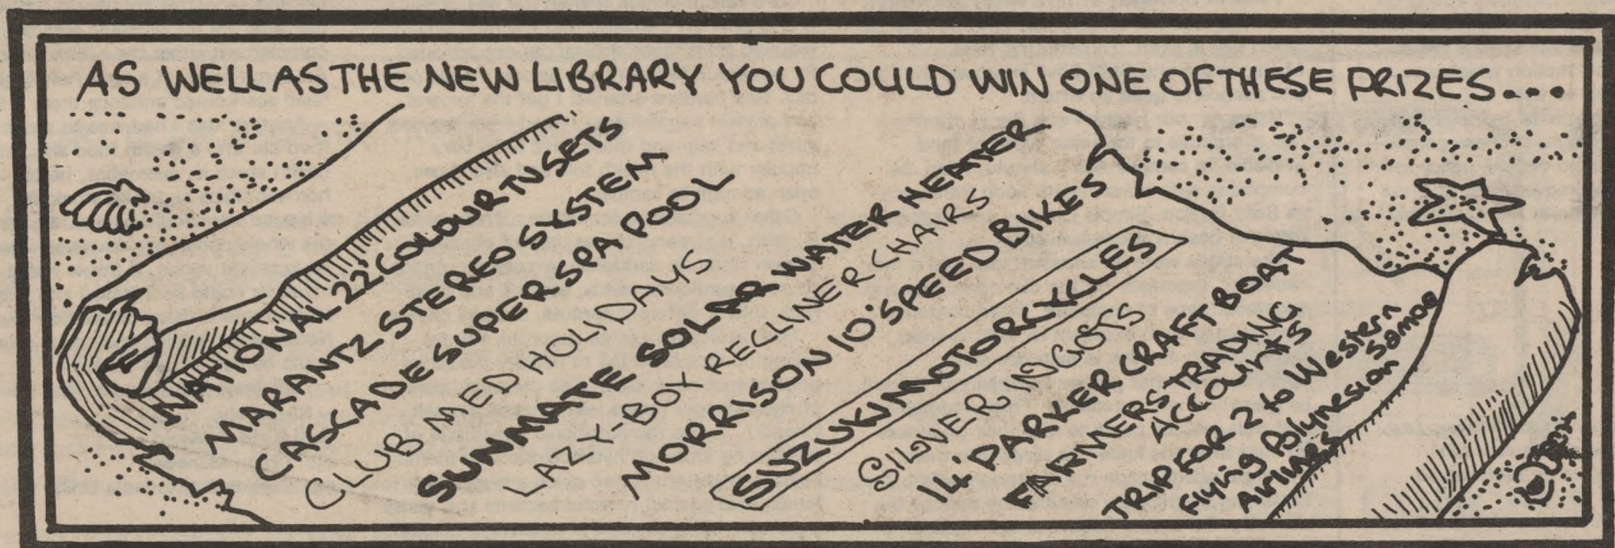 AS WELL AS THE NEW LIBRARY YOU COULD WIN ONE OF THESE PRIZES...
NATIONAL 22 COLOUR TV SETS
MARANTZ STEREO SYSTEM
CASCADE SUPER SPA POOL
CLUB MED HOLIDAYS
SUNMATE SOLAR WATER HEATER
LAZY-BOX RECLINER CHAIRS
MORRISON 10 SPEED BIKES
SUZUKI MOTORCYCLES
SILVER INGOTS
14' PARKER CRAFT BOAT
FARMERS TRADING
ACCOUNTS
TRIP FOR 2 to Western
Samoa
Flying Polynesian
Airlines